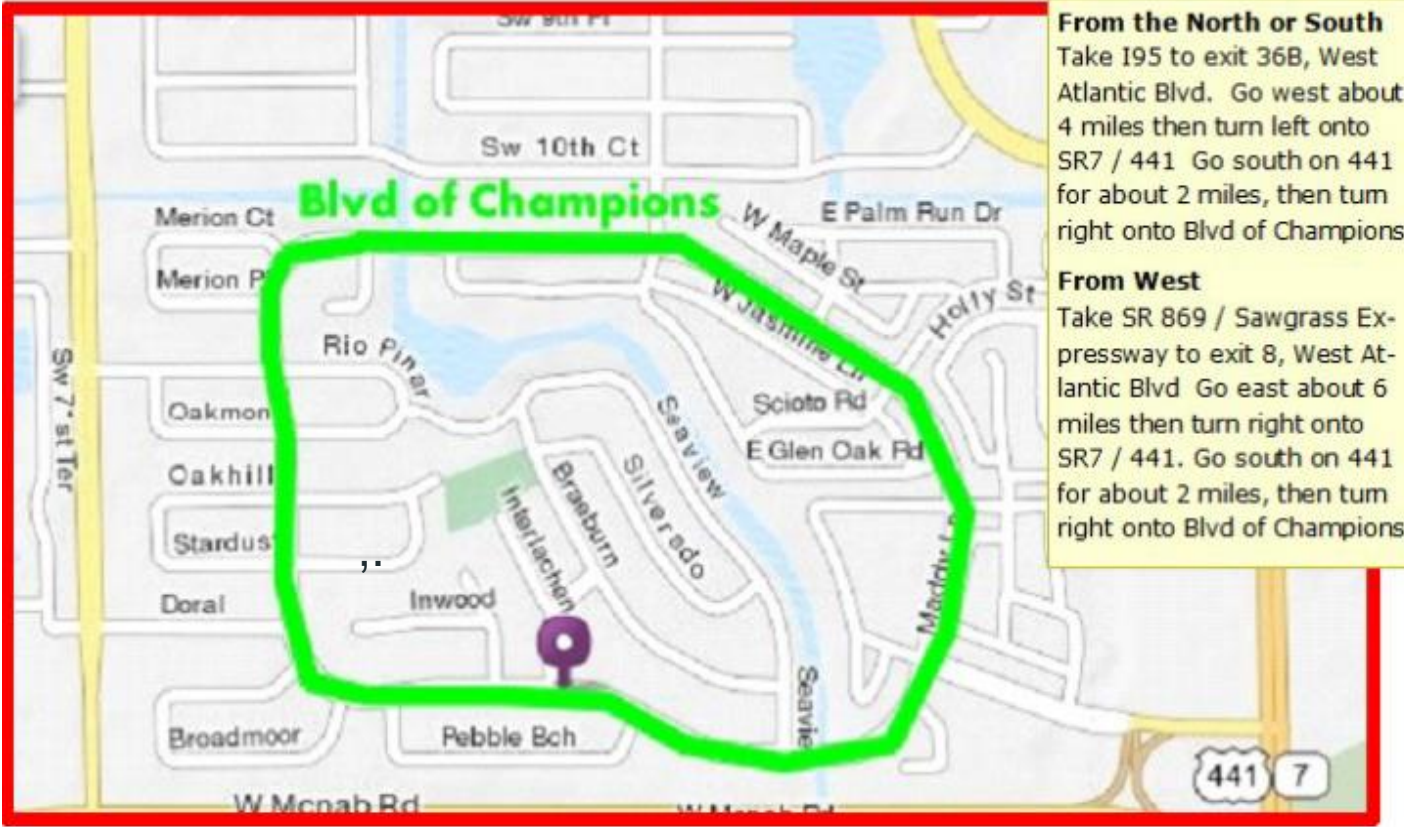 Sw 9th Pl
Sw 10th Ct
Blvd of Champions
Merion Ct
E Palm Run Dr
W Maple St
Merion P
W Jasmine Ln
Holly St
Rio Pinar
Sw 7*st Ter
Oakmon
Scioto Rd
Seaview
E Glen Oak Rd
Oakhill
Silverado
Braeburn
Interlachen
Stardus
,.
Maddy L
Doral
Inwood
Seavie
Broadmoor
Pebble Bch
441
7
W Mcnab Rd
W Mcnab Rd
From the North or South
Take I95 to exit 36B, West
Atlantic Blvd. Go west about
4 miles then turn left onto
SR7 / 441 Go south on 441
for about 2 miles, then turn
right onto Blvd of Champions
From West
Take SR 869 / Sawgrass Ex-
pressway to exit 8, West At-
lantic Blvd Go east about 6
miles then turn right onto
SR7 / 441. Go south on 441
for about 2 miles, then turn
right onto Blvd of Champions